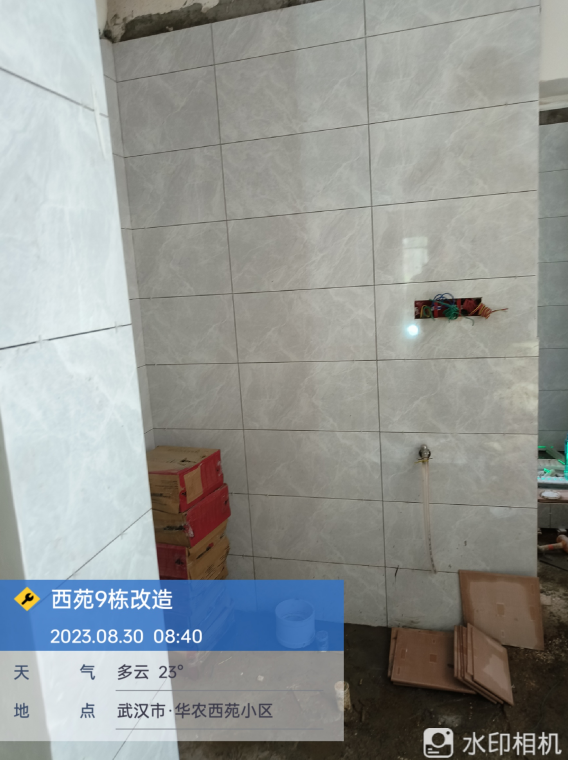 西苑9栋改造
2023.08.30 08:40
天 气 多云 23°
地 点 武汉市·华农西苑小区
水印相机